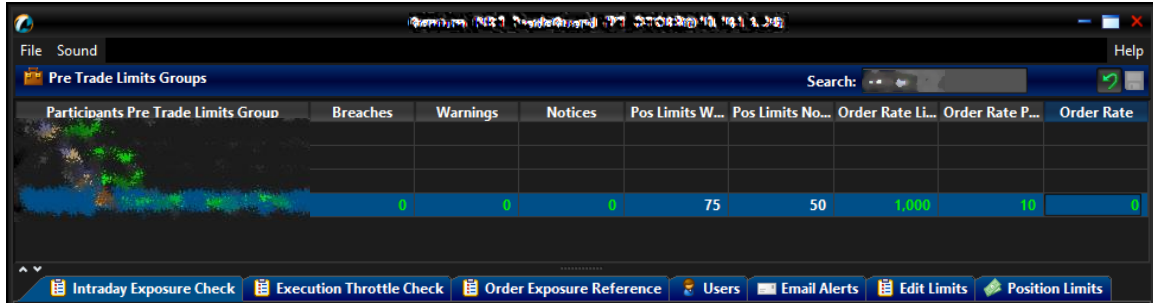 File Sound Help
Pre Trade Limits Groups Search:
Participants Pre Trade Limits Group Breaches Warnings Notices Pos Limits W... Pos Limits No... Order Rate Li... Order Rate P... Order Rate
0 0 0 75 50 1,000 10 0
Intraday Exposure Check Execution Throttle Check Order Exposure Reference Users Email Alerts Edit Limits Position Limits